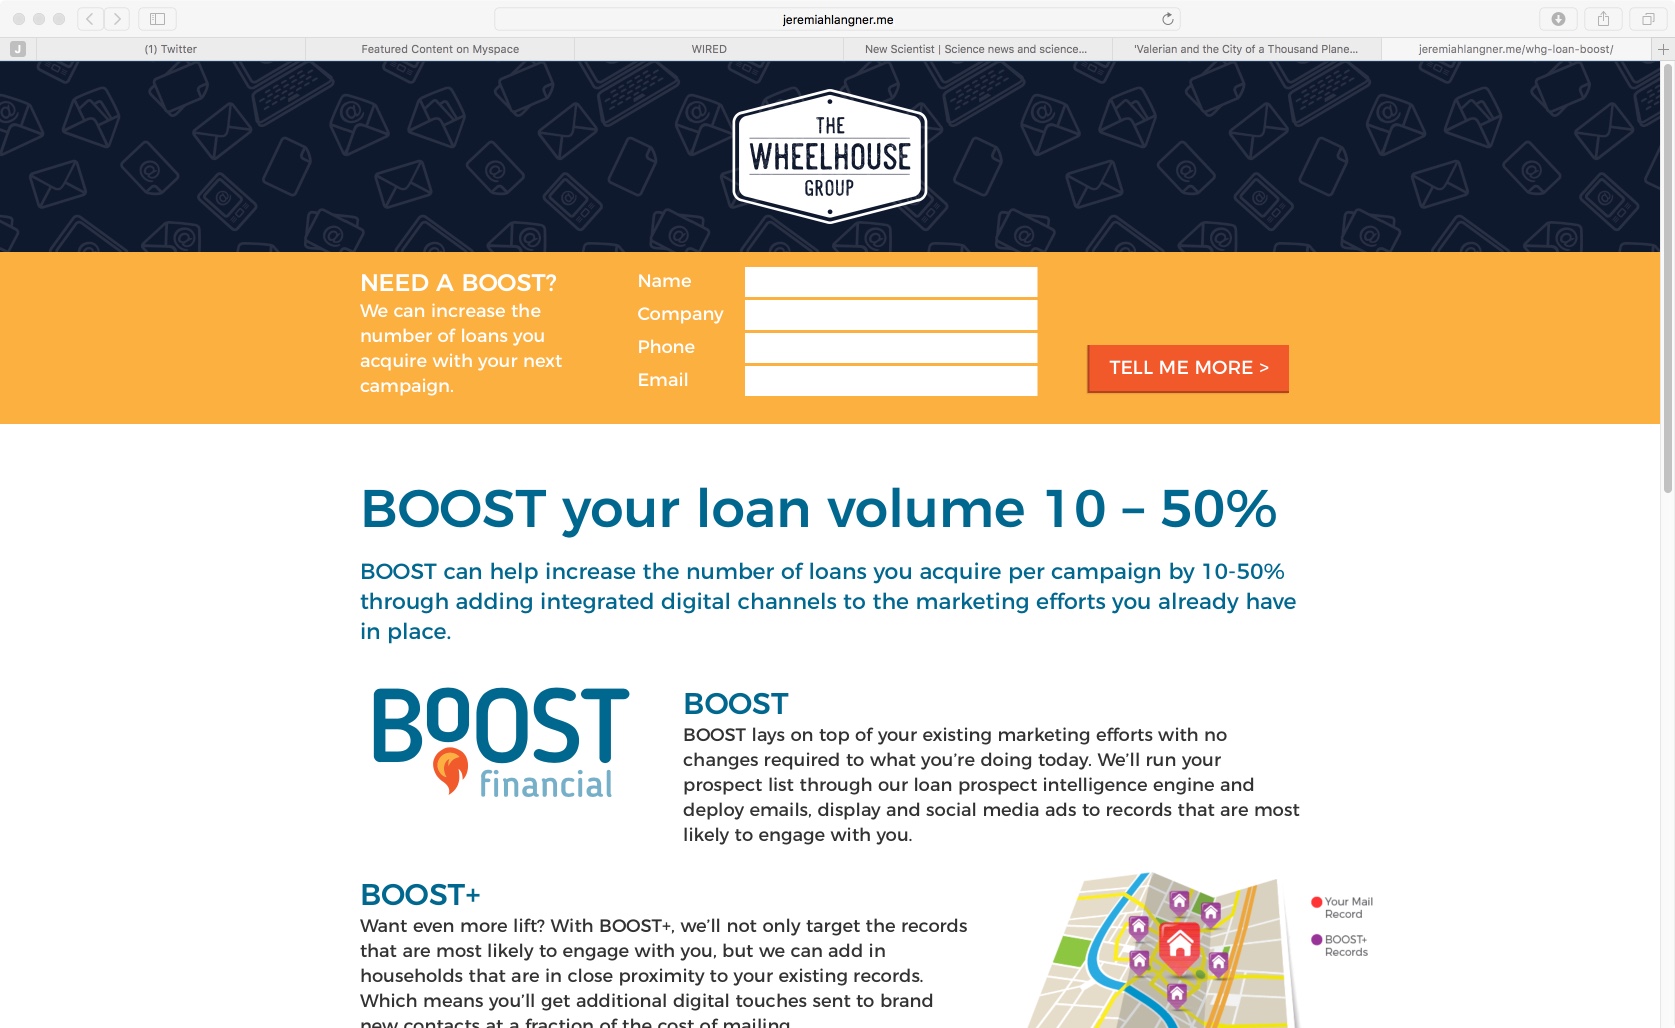 jeremiahlangner.me
J
(1) Twitter
Featured Content on Myspace
WIRED
New Scientist | Science news and science...
'Valerian and the City of a Thousand Plane...
jeremiahlangner.me/whg-loan-boost/
THE
WHEELHOUSE
GROUP
NEED A BOOST?
We can increase the
number of loans you
acquire with your next
campaign.
Name
Company
Phone
Email
TELL ME MORE >
BOOST your loan volume 10 – 50%
BOOST can help increase the number of loans you acquire per campaign by 10-50%
through adding integrated digital channels to the marketing efforts you already have
in place.
BOOST
financial
BOOST
BOOST lays on top of your existing marketing efforts with no
changes required to what you're doing today. We'll run your
prospect list through our loan prospect intelligence engine and
deploy emails, display and social media ads to records that are most
likely to engage with you.
BOOST+
Want even more lift? With BOOST+, we'll not only target the records
that are most likely to engage with you, but we can add in
households that are in close proximity to your existing records.
Which means you'll get additional digital touches sent to brand
new contacts at a fraction of the cost of mailing.
Your Mail
Record
BOOST+
Records